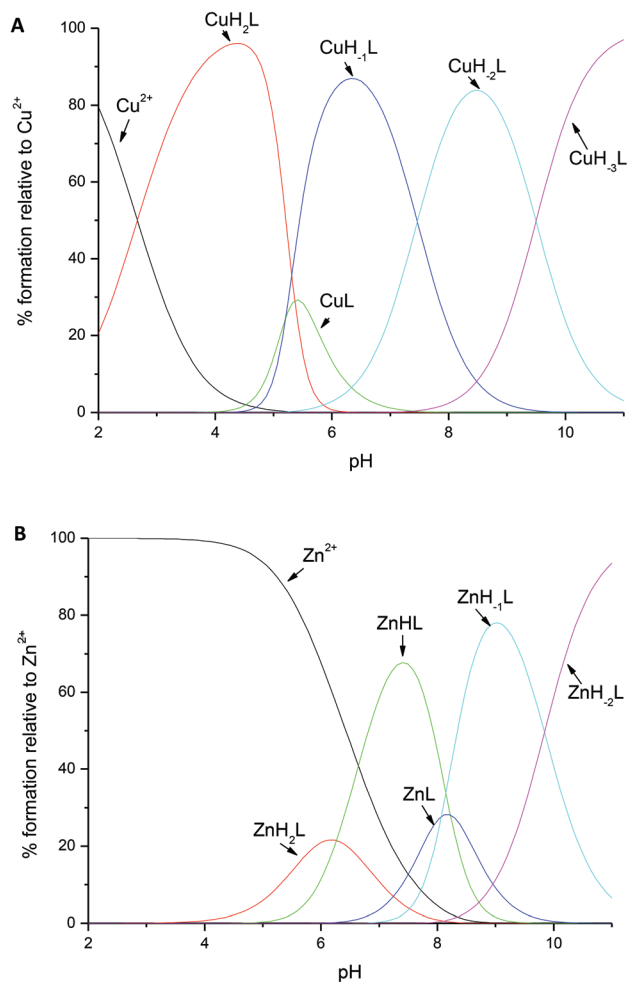 A
% formation relative to Cu²⁺
100
80
60
40
20
0
CuH₂L
Cu²⁺
CuH₋₁L
CuH₋₂L
CuH₋₃L
CuL
2
4
6
8
10
pH
B
% formation relative to Zn²⁺
100
80
60
40
20
0
Zn²⁺
ZnHL
ZnH₋₁L
ZnH₋₂L
ZnL
ZnH₂L
2
4
6
8
10
pH